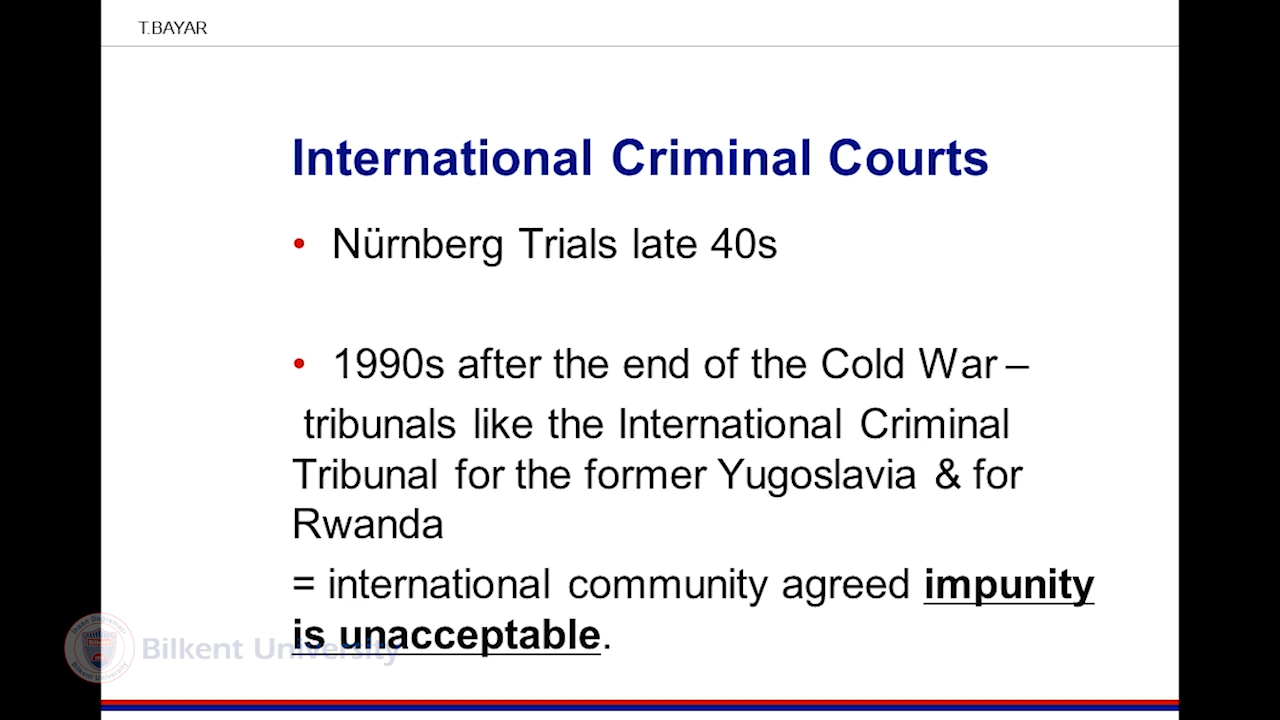 T.BAYAR
International Criminal Courts
• Nürnberg Trials late 40s
• 1990s after the end of the Cold War –
tribunals like the International Criminal
Tribunal for the former Yugoslavia & for
Rwanda
= international community agreed impunity
is unacceptable.
Bilkent University